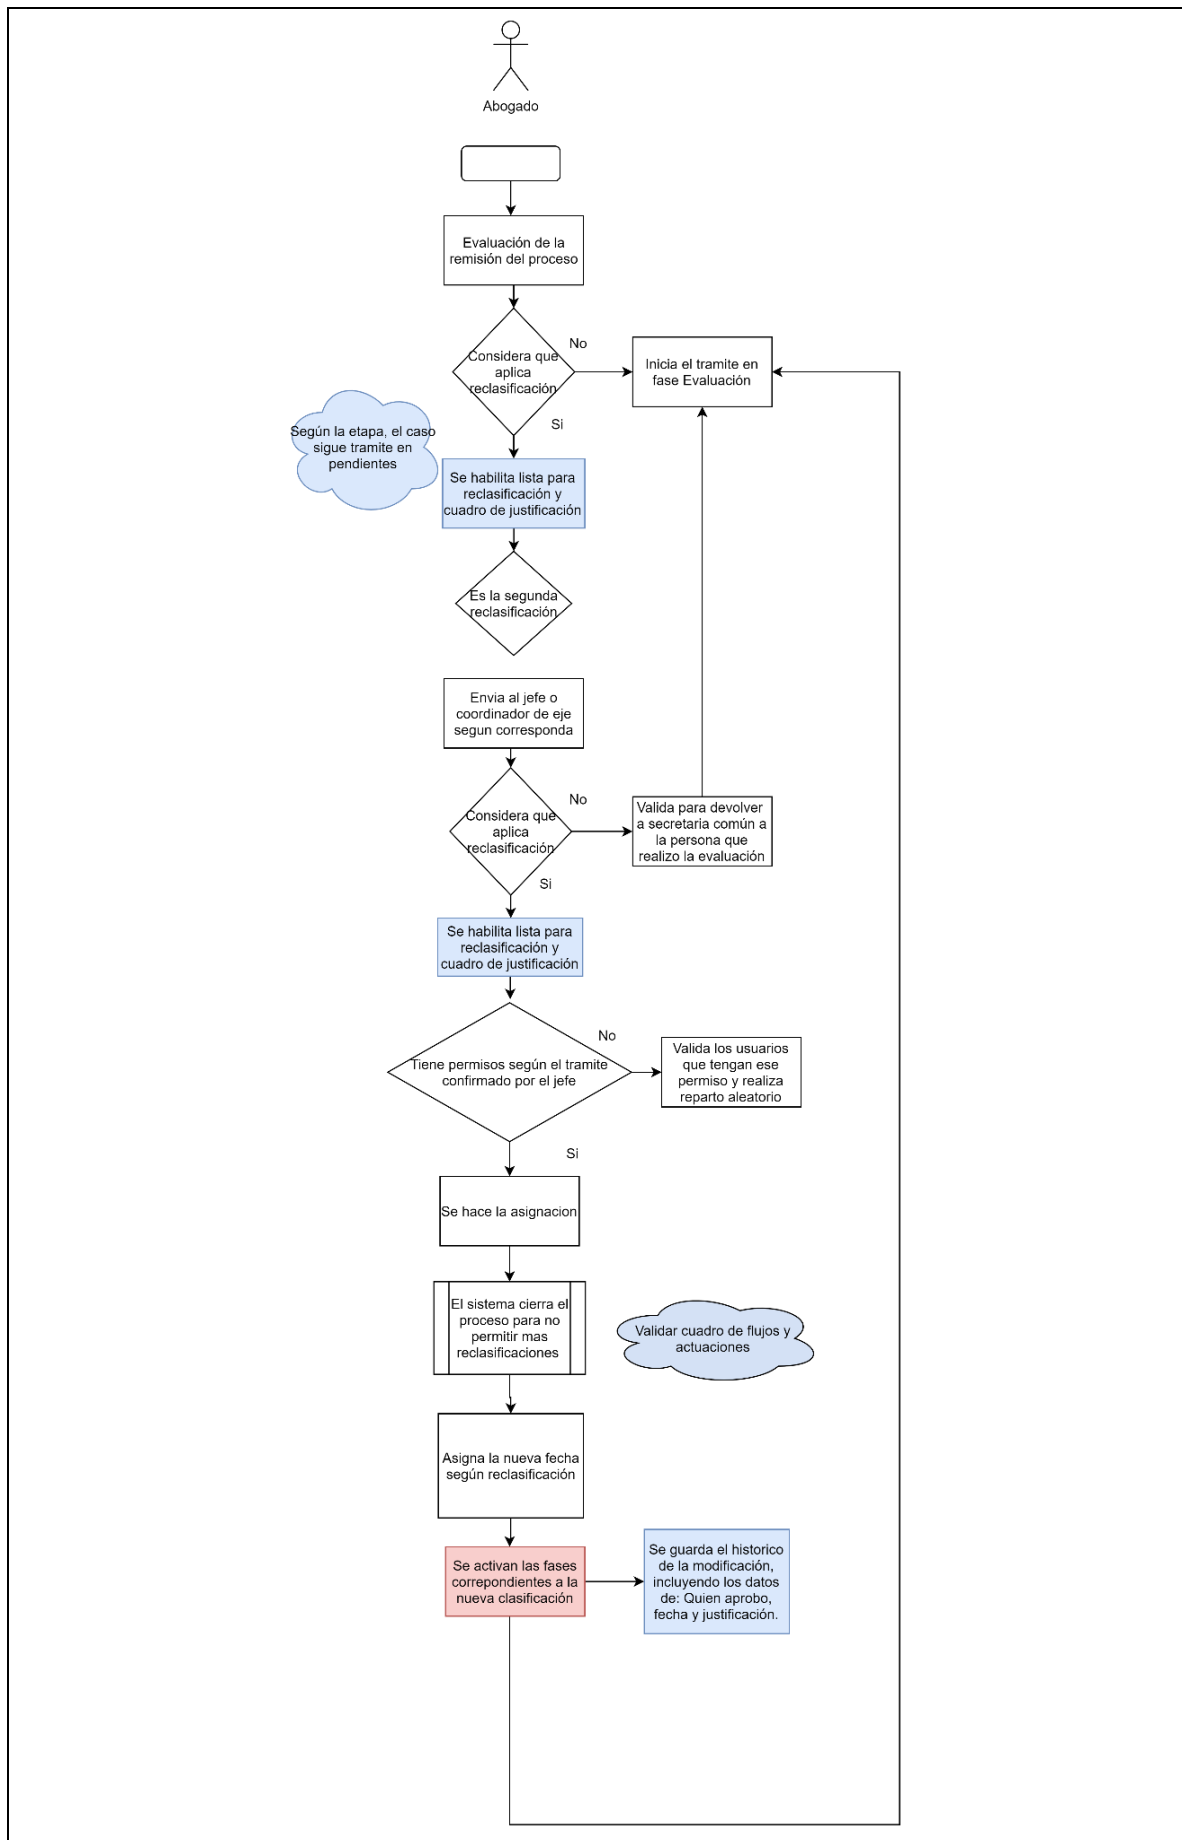 Abogado
Evaluación de la
remisión del proceso
Considera que
aplica
reclasificación
No
Inicia el tramite en
fase Evaluación
Si
Según la etapa, el caso
sigue tramite en
pendientes
Se habilita lista para
reclasificación y
cuadro de justificación
Es la segunda
reclasificación
Envia al jefe o
coordinador de eje
segun corresponda
Considera que
aplica
reclasificación
No
Valida para devolver
a secretaria común a
la persona que
realizo la evaluación
Si
Se habilita lista para
reclasificación y
cuadro de justificación
Tiene permisos según el tramite
confirmado por el jefe
No
Valida los usuarios
que tengan ese
permiso y realiza
reparto aleatorio
Si
Se hace la asignacion
El sistema cierra el
proceso para no
permitir mas
reclasificaciones
Validar cuadro de flujos y
actuaciones
Asigna la nueva fecha
según reclasificación
Se activan las fases
correpondientes a la
nueva clasificación
Se guarda el historico
de la modificación,
incluyendo los datos
de: Quien aprobo,
fecha y justificación.